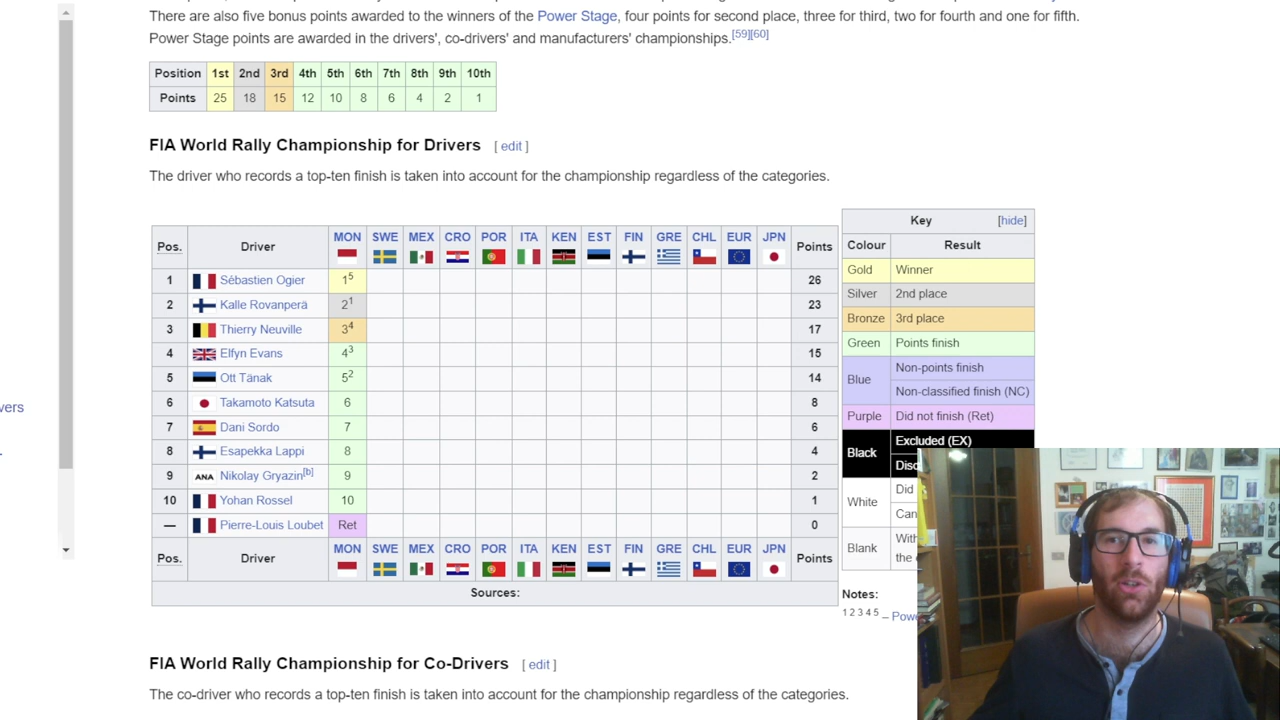 There are also five bonus points awarded to the winners of the Power Stage, four points for second place, three for third, two for fourth and one for fifth.
Power Stage points are awarded in the drivers', co-drivers' and manufacturers' championships.[59][60]
Position 1st 2nd 3rd 4th 5th 6th 7th 8th 9th 10th
Points 25 18 15 12 10 8 6 4 2 1
FIA World Rally Championship for Drivers [ edit ]
The driver who records a top-ten finish is taken into account for the championship regardless of the categories.
Pos. Driver MON SWE MEX CRO POR ITA KEN EST FIN GRE CHL EUR JPN Points
1 Sébastien Ogier 1⁵ 26
2 Kalle Rovanperä 2¹ 23
3 Thierry Neuville 3⁴ 17
4 Elfyn Evans 4³ 15
5 Ott Tänak 5² 14
6 Takamoto Katsuta 6 8
7 Dani Sordo 7 6
8 Esapekka Lappi 8 4
9 ANA Nikolay Gryazin[b] 9 2
10 Yohan Rossel 10 1
— Pierre-Louis Loubet Ret 0
Pos. Driver MON SWE MEX CRO POR ITA KEN EST FIN GRE CHL EUR JPN Points
Sources:
Key [hide]
Colour Result
Gold Winner
Silver 2nd place
Bronze 3rd place
Green Points finish
Blue Non-points finish
Non-classified finish (NC)
Purple Did not finish (Ret)
Black Excluded (EX)
Disq
White Did
Can
Blank With
the
Notes:
1 2 3 4 5 – Powe
vers
FIA World Rally Championship for Co-Drivers [ edit ]
The co-driver who records a top-ten finish is taken into account for the championship regardless of the categories.